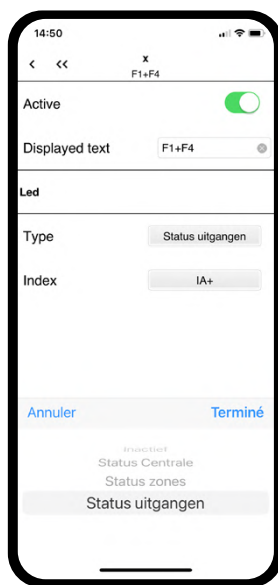 14:50
< << x
F1+F4
Active
Displayed text F1+F4
Led
Type Status uitgangen
Index IA+
Annuler Terminé
Inactief
Status Centrale
Status zones
Status uitgangen